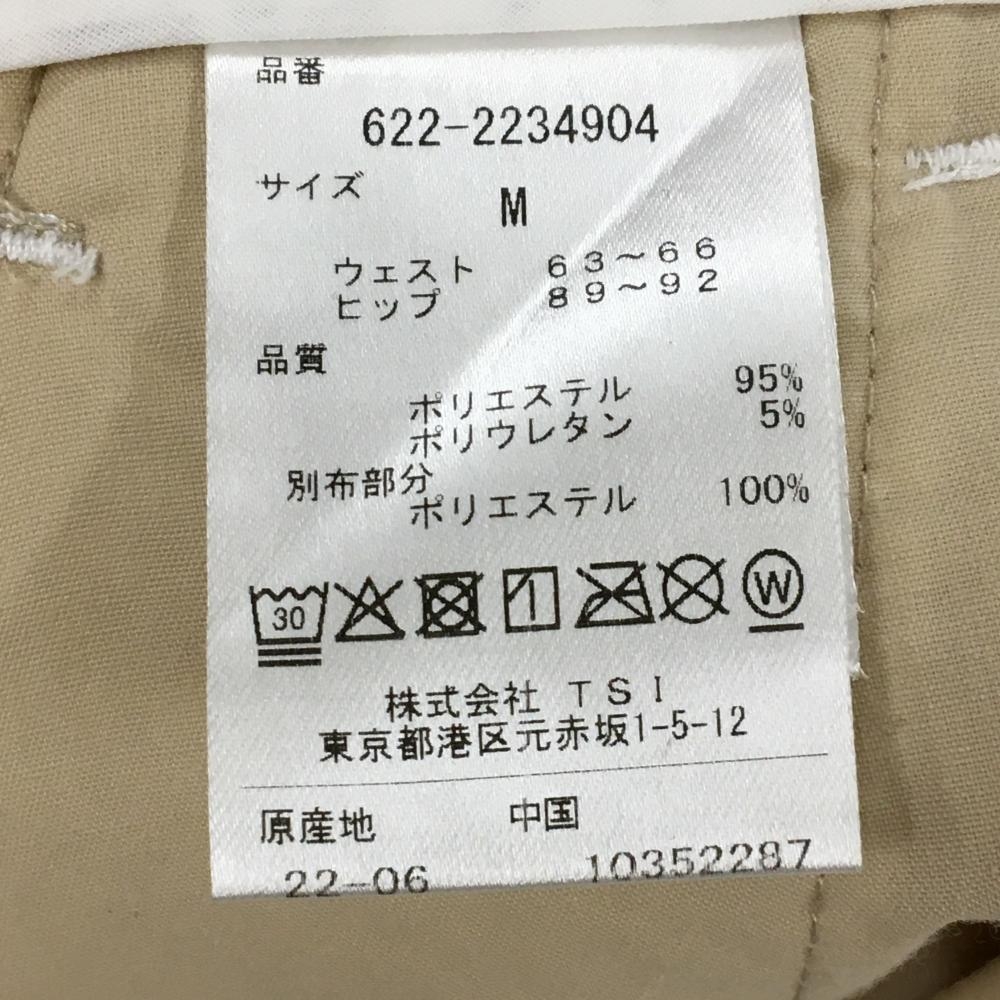 品番
622-2234904
サイズ
M
ウェスト 63～66
ヒップ 89～92
品質
ポリエステル 95%
ポリウレタン 5%
別布部分
ポリエステル 100%
30 W
株式会社 TSI
東京都港区元赤坂1-5-12
原産地 中国
22-06 10352287